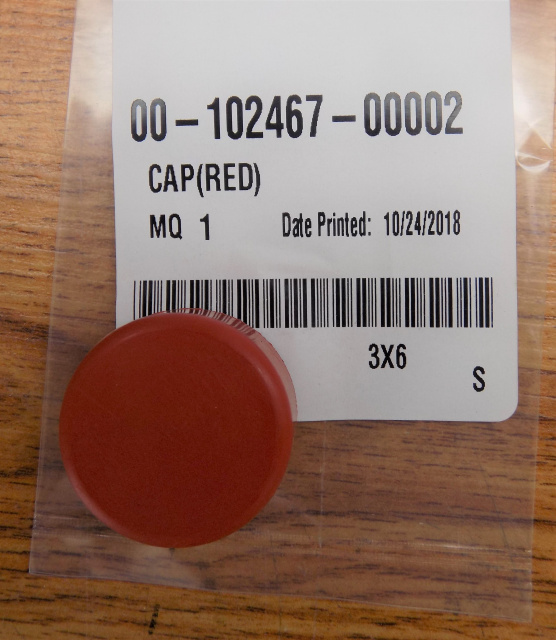 00-102467-00002
CAP(RED)
MQ 1 Date Printed: 10/24/2018
3X6
S